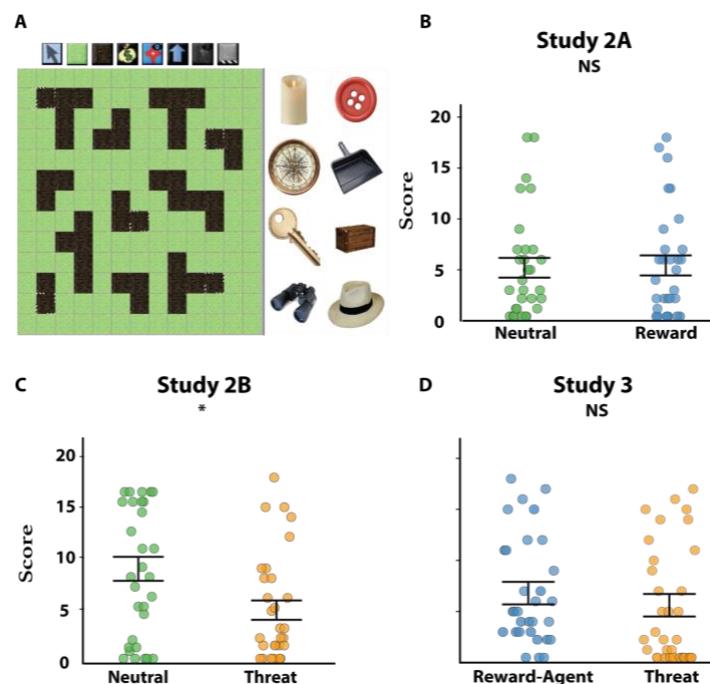 A
B
Study 2A
NS
Score
20
15
10
5
0
Neutral Reward
C
Study 2B
*
Score
20
15
10
5
0
Neutral Threat
D
Study 3
NS
Reward-Agent Threat